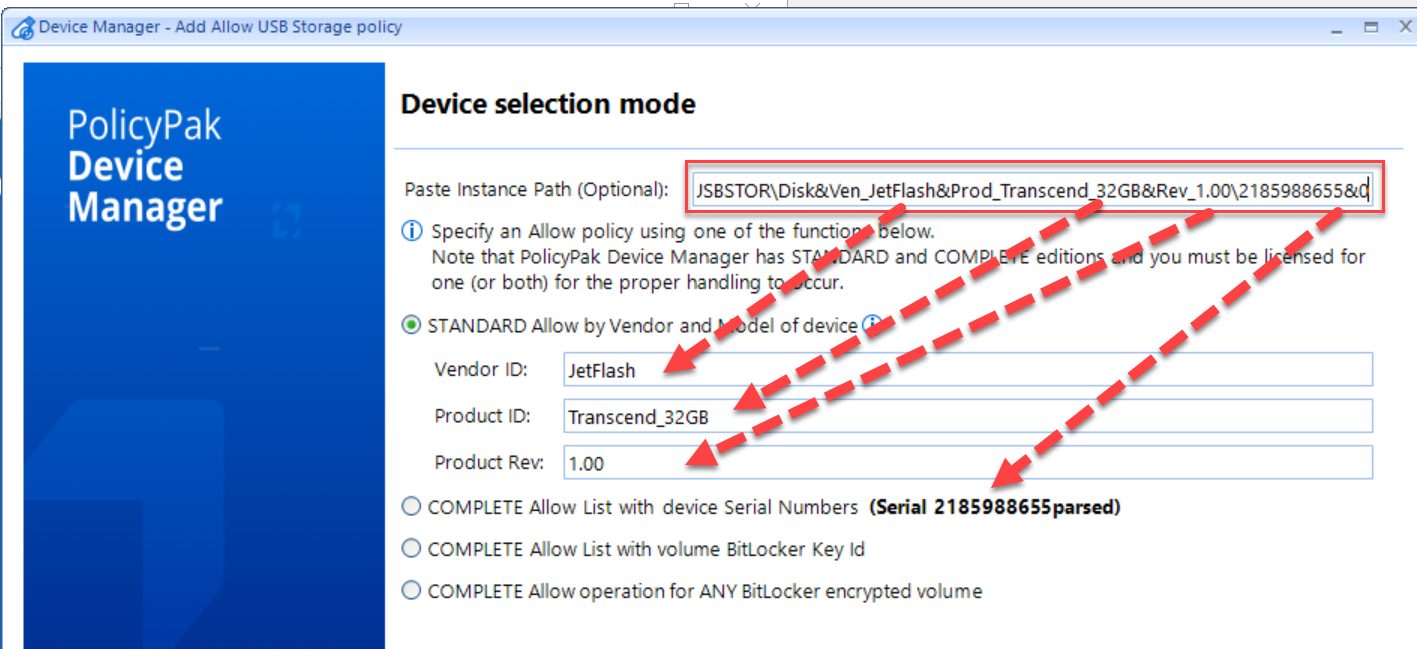 Device Manager - Add Allow USB Storage policy
PolicyPak
Device
Manager
Device selection mode
Paste Instance Path (Optional): JSBSTOR\Disk&Ven_JetFlash&Prod_Transcend_32GB&Rev_1.00\2185988655&0
Specify an Allow policy using one of the functions below.
Note that PolicyPak Device Manager has STANDARD and COMPLETE editions and you must be licensed for
one (or both) for the proper handling to occur.
STANDARD Allow by Vendor and Model of device
Vendor ID: JetFlash
Product ID: Transcend_32GB
Product Rev: 1.00
COMPLETE Allow List with device Serial Numbers (Serial 2185988655parsed)
COMPLETE Allow List with volume BitLocker Key Id
COMPLETE Allow operation for ANY BitLocker encrypted volume